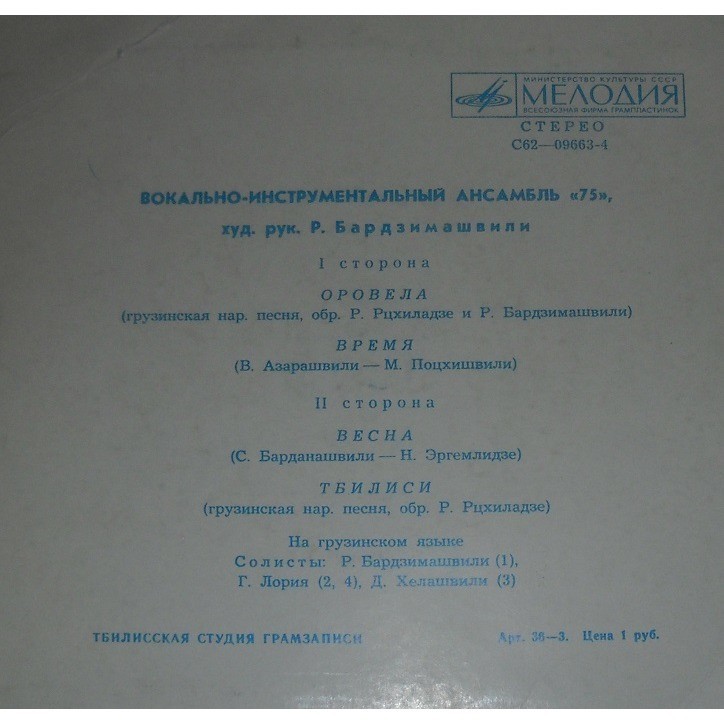 МИНИСТЕРСТВО КУЛЬТУРЫ СССР
МЕЛОДИЯ
ВСЕСОЮЗНАЯ ФИРМА ГРАМПЛАСТИНОК
СТЕРЕО
С62—09663-4
ВОКАЛЬНО-ИНСТРУМЕНТАЛЬНЫЙ АНСАМБЛЬ «75»,
худ. рук. Р. Бардзимашвили
I сторона
ОРОВЕЛА
(грузинская нар. песня, обр. Р. Рцхиладзе и Р. Бардзимашвили)
ВРЕМЯ
(В. Азарашвили — М. Поцхишвили)
II сторона
ВЕСНА
(С. Барданашвили — Н. Эргемлидзе)
ТБИЛИСИ
(грузинская нар. песня, обр. Р. Рцхиладзе)
На грузинском языке
Солисты: Р. Бардзимашвили (1),
Г. Лория (2, 4), Д. Хелашвили (3)
ТБИЛИССКАЯ СТУДИЯ ГРАМЗАПИСИ Арт. 36—3. Цена 1 руб.